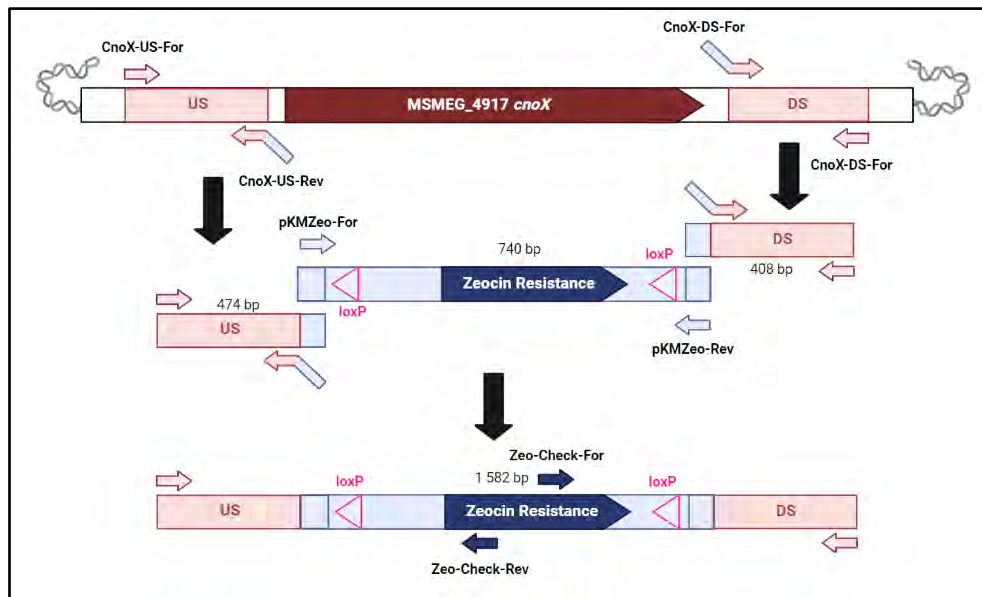 CnoX-US-For
CnoX-DS-For
US
MSMEG_4917 cnoX
DS
CnoX-US-Rev
CnoX-DS-For
pKMZeo-For
740 bp
loxP
DS
408 bp
Zeocin Resistance
474 bp
loxP
US
pKMZeo-Rev
Zeo-Check-For
1 582 bp
loxP
loxP
US
Zeocin Resistance
DS
Zeo-Check-Rev